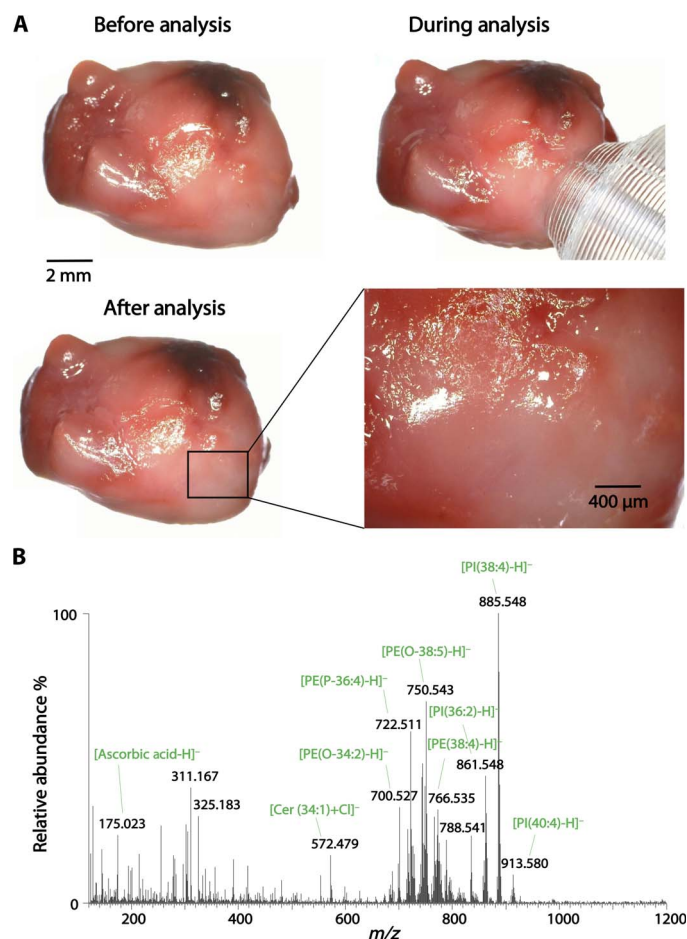 A
Before analysis
During analysis
2 mm
After analysis
400 μm
B
[PI(38:4)-H]⁻
885.548
100
[PE(O-38:5)-H]⁻
[PE(P-36:4)-H]⁻
750.543
[PI(36:2)-H]⁻
722.511
[PE(O-34:2)-H]⁻
[PE(38:4)-H]⁻
[Ascorbic acid-H]⁻
861.548
311.167
766.535
700.527
[Cer (34:1)+Cl]⁻
325.183
175.023
788.541
[PI(40:4)-H]⁻
572.479
913.580
Relative abundance %
0
200
400
600
800
1000
1200
m/z